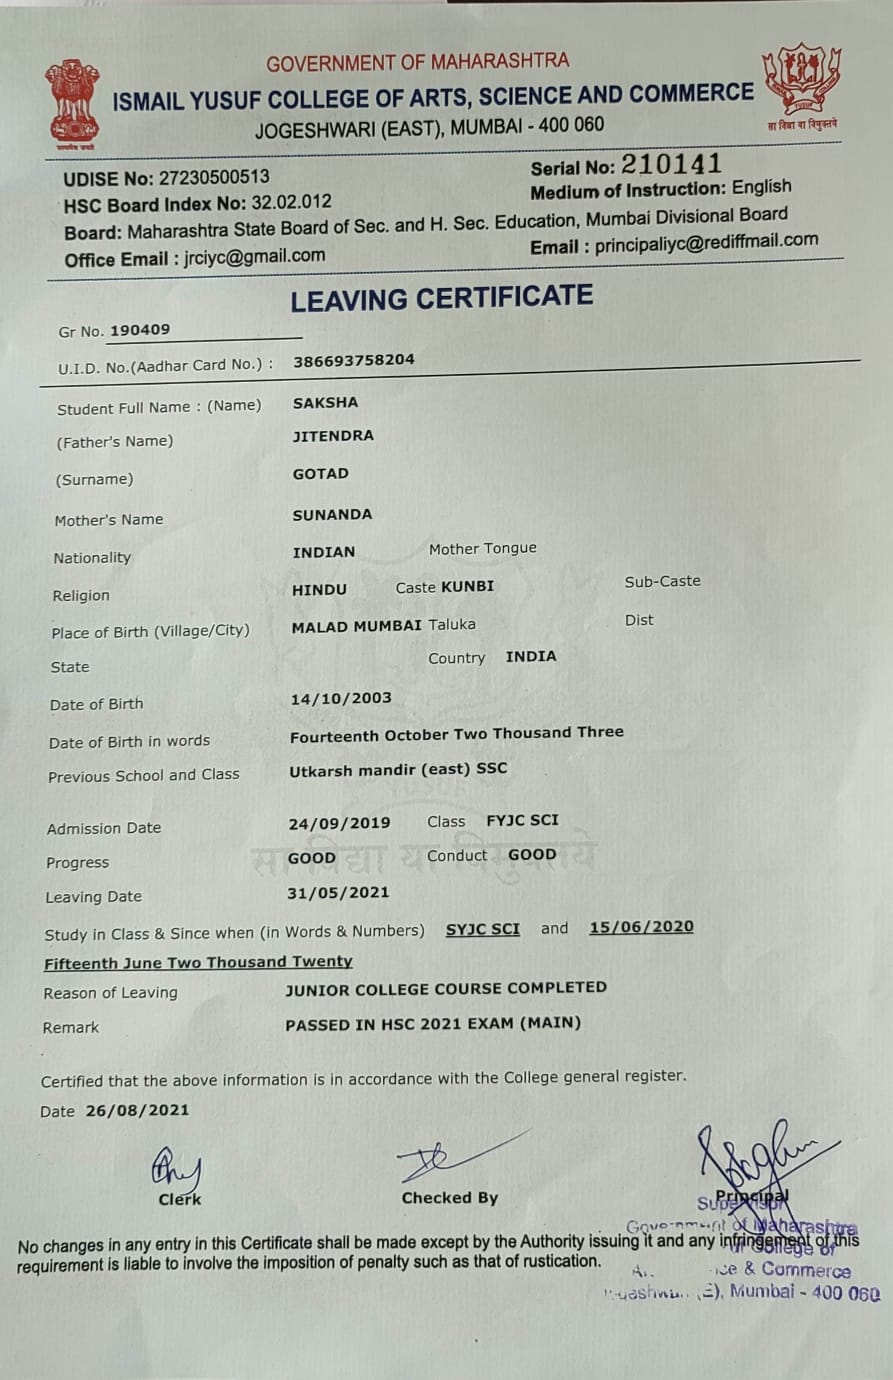 GOVERNMENT OF MAHARASHTRA
ISMAIL YUSUF COLLEGE OF ARTS, SCIENCE AND COMMERCE
JOGESHWARI (EAST), MUMBAI - 400 060
सत्यमेव जयते
YUSUF
सा विद्या या विमुक्तये
UDISE No: 27230500513 Serial No: 210141
HSC Board Index No: 32.02.012 Medium of Instruction: English
Board: Maharashtra State Board of Sec. and H. Sec. Education, Mumbai Divisional Board
Office Email : jrciyc@gmail.com Email : principaliyc@rediffmail.com
LEAVING CERTIFICATE
Gr No. 190409
U.I.D. No.(Aadhar Card No.) : 386693758204
Student Full Name : (Name) SAKSHA
(Father's Name) JITENDRA
(Surname) GOTAD
Mother's Name SUNANDA
Nationality INDIAN Mother Tongue
Religion HINDU Caste KUNBI Sub-Caste
Place of Birth (Village/City) MALAD MUMBAI Taluka Dist
State Country INDIA
Date of Birth 14/10/2003
Date of Birth in words Fourteenth October Two Thousand Three
Previous School and Class Utkarsh mandir (east) SSC
Admission Date 24/09/2019 Class FYJC SCI
Progress GOOD Conduct GOOD
सा विद्या या विमुक्तये
Leaving Date 31/05/2021
Study in Class & Since when (in Words & Numbers) SYJC SCI and 15/06/2020
Fifteenth June Two Thousand Twenty
Reason of Leaving JUNIOR COLLEGE COURSE COMPLETED
Remark PASSED IN HSC 2021 EXAM (MAIN)
Certified that the above information is in accordance with the College general register.
Date 26/08/2021
Clerk Checked By Principal
Supervisor
Government of Maharashtra
No changes in any entry in this Certificate shall be made except by the Authority issuing it and any infringement of this
College of
requirement is liable to involve the imposition of penalty such as that of rustication.
& Commerce
Mumbai - 400 060